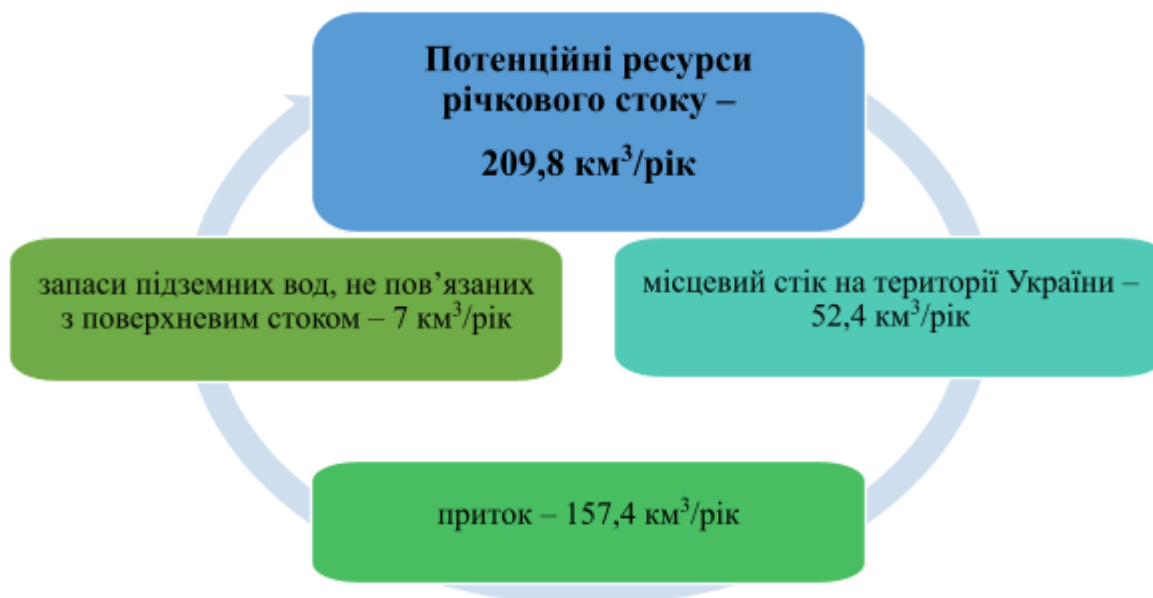 Потенційні ресурси
річкового стоку –
209,8 км³/рік
запаси підземних вод, не пов’язаних
з поверхневим стоком – 7 км³/рік
місцевий стік на території України –
52,4 км³/рік
приток – 157,4 км³/рік